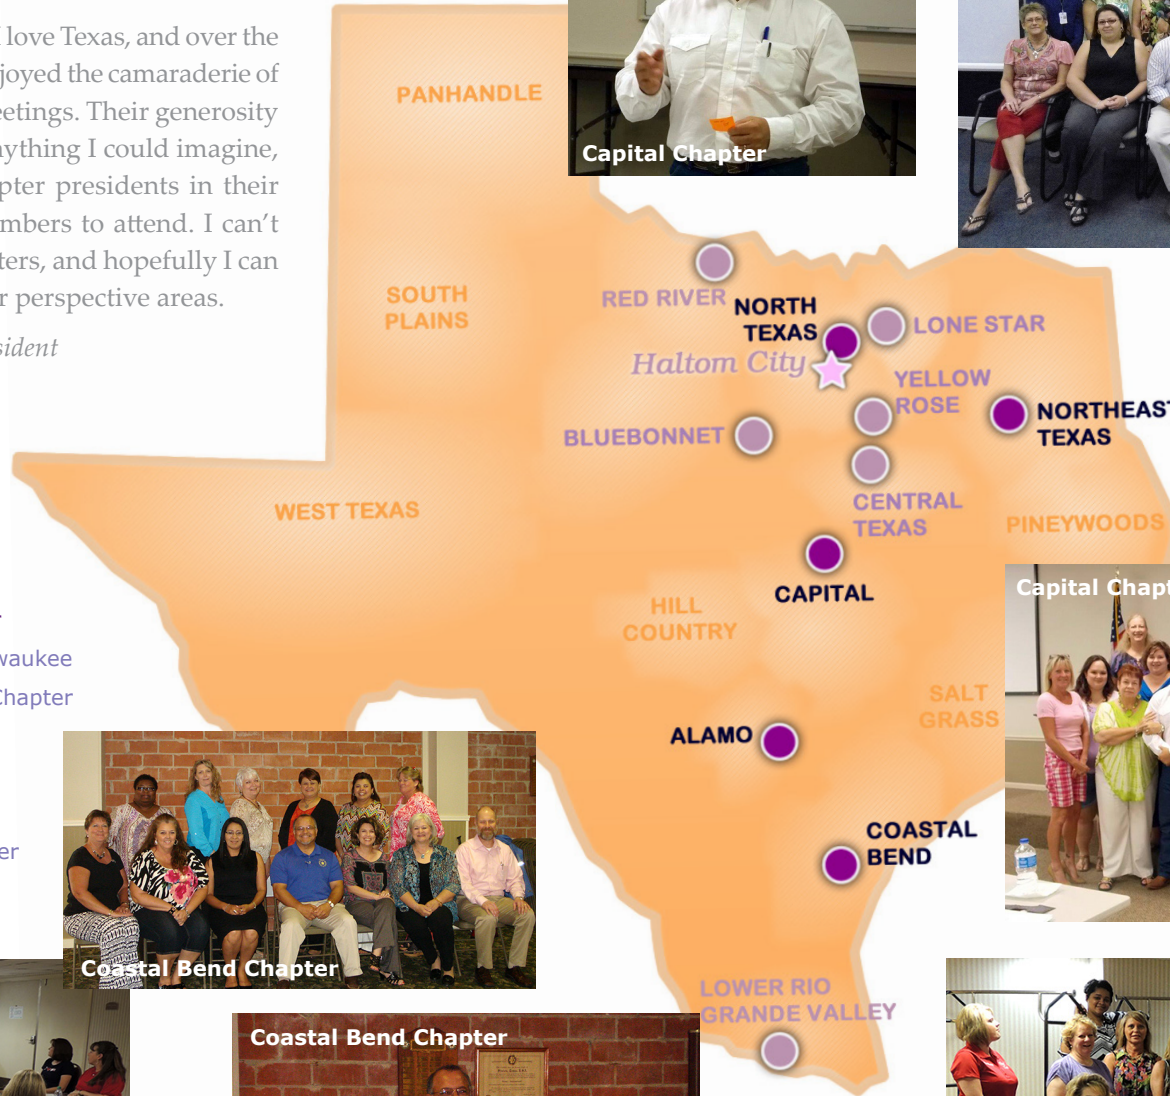 I love Texas, and over the
joyed the camaraderie of
eetings. Their generosity
ything I could imagine,
pter presidents in their
mbers to attend. I can't
ters, and hopefully I can
r perspective areas.
sident
Capital Chapter
PANHANDLE
SOUTH
PLAINS
RED RIVER
NORTH
TEXAS
LONE STAR
Haltom City
YELLOW
ROSE
BLUEBONNET
NORTHEAST
TEXAS
WEST TEXAS
CENTRAL
TEXAS
PINEYWOODS
CAPITAL
HILL
COUNTRY
Capital Chapt
waukee
Chapter
er
SALT
GRASS
ALAMO
COASTAL
BEND
Coastal Bend Chapter
LOWER RIO
GRANDE VALLEY
Coastal Bend Chapter